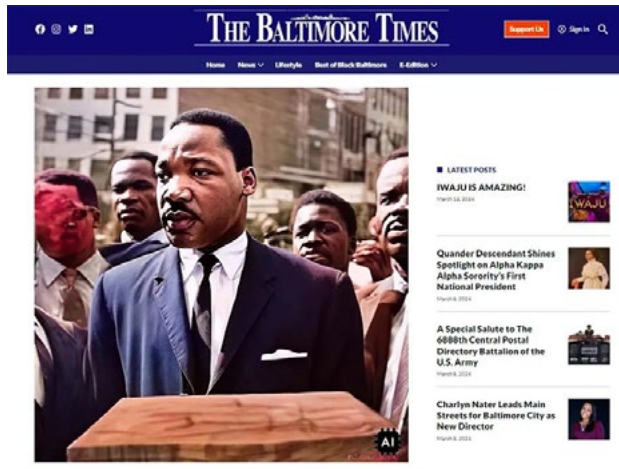 THE BALTIMORE TIMES
Support Us
Sign In
Home
News
Lifestyle
Best of Black Baltimore
E-Edition
AI
LATEST POSTS
IWAJU IS AMAZING!
IWAJU
Quander Descendant Shines
Spotlight on Alpha Kappa
Alpha Sorority's First
National President
March 8, 2024
A Special Salute to The
6888th Central Postal
Directory Battalion of the
U.S. Army
March 8, 2024
Charlyn Nater Leads Main
Streets for Baltimore City as
New Director
March 8, 2024